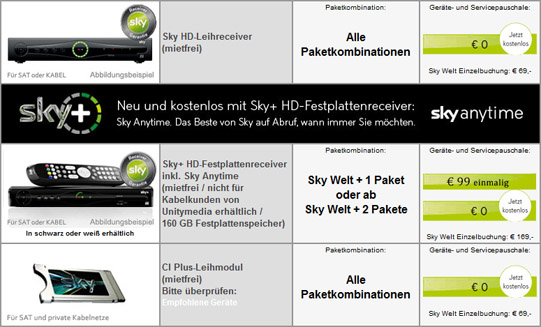 Receiver Garantie
sky
Für SAT oder KABEL
Abbildungsbeispiel
Sky HD-Leihreceiver
(mietfrei)
Paketkombination:
Alle
Paketkombinationen
Geräte- und Servicepauschale:
€ 0
Jetzt
kostenlos
Sky Welt Einzelbuchung: € 69,-
sky+
Neu und kostenlos mit Sky+ HD-Festplattenreceiver:
Sky Anytime. Das Beste von Sky auf Abruf, wann immer Sie möchten.
sky anytime
Receiver Garantie
sky
Für SAT oder KABEL
Abbildungsbeispiel
In schwarz oder weiß erhältlich
Sky+ HD-Festplattenreceiver
inkl. Sky Anytime
(mietfrei / nicht für
Kabelkunden von
Unitymedia erhältlich /
160 GB Festplattenspeicher)
Paketkombination:
Sky Welt + 1 Paket
oder ab
Sky Welt + 2 Pakete
Geräte- und Servicepauschale:
€ 99 einmalig
€ 0
Jetzt
kostenlos
Sky Welt Einzelbuchung: € 169,-
Für SAT und private Kabelnetze
CI Plus-Leihmodul
(mietfrei)
Bitte überprüfen:
Empfohlene Geräte
Paketkombination:
Alle
Paketkombinationen
Geräte- und Servicepauschale:
€ 0
Jetzt
kostenlos
Sky Welt Einzelbuchung: € 69,-